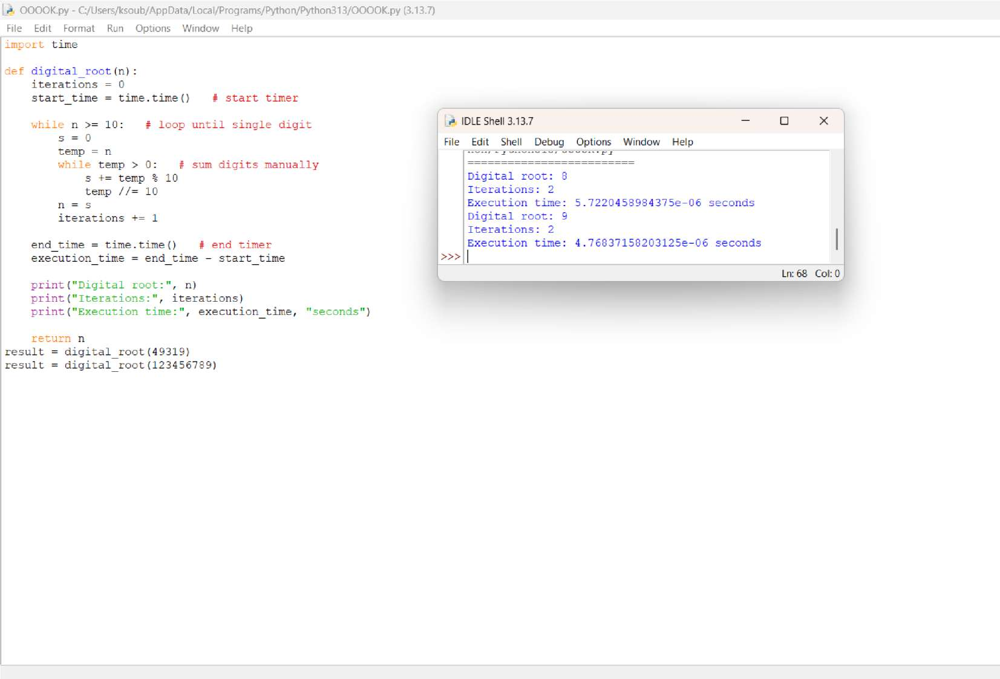 OOOOK.py - C:/Users/ksoub/AppData/Local/Programs/Python/Python313/OOOOK.py (3.13.7)
File Edit Format Run Options Window Help
import time

def digital_root(n):
    iterations = 0
    start_time = time.time()   # start timer

    while n >= 10:   # loop until single digit
        s = 0
        temp = n
        while temp > 0:   # sum digits manually
            s += temp % 10
            temp //= 10
        n = s
        iterations += 1

    end_time = time.time()   # end timer
    execution_time = end_time - start_time

    print("Digital root:", n)
    print("Iterations:", iterations)
    print("Execution time:", execution_time, "seconds")

    return n
result = digital_root(49319)
result = digital_root(123456789)
IDLE Shell 3.13.7
File Edit Shell Debug Options Window Help
=========================
Digital root: 8
Iterations: 2
Execution time: 5.7220458984375e-06 seconds
Digital root: 9
Iterations: 2
Execution time: 4.76837158203125e-06 seconds
>>>
Ln: 68 Col: 0